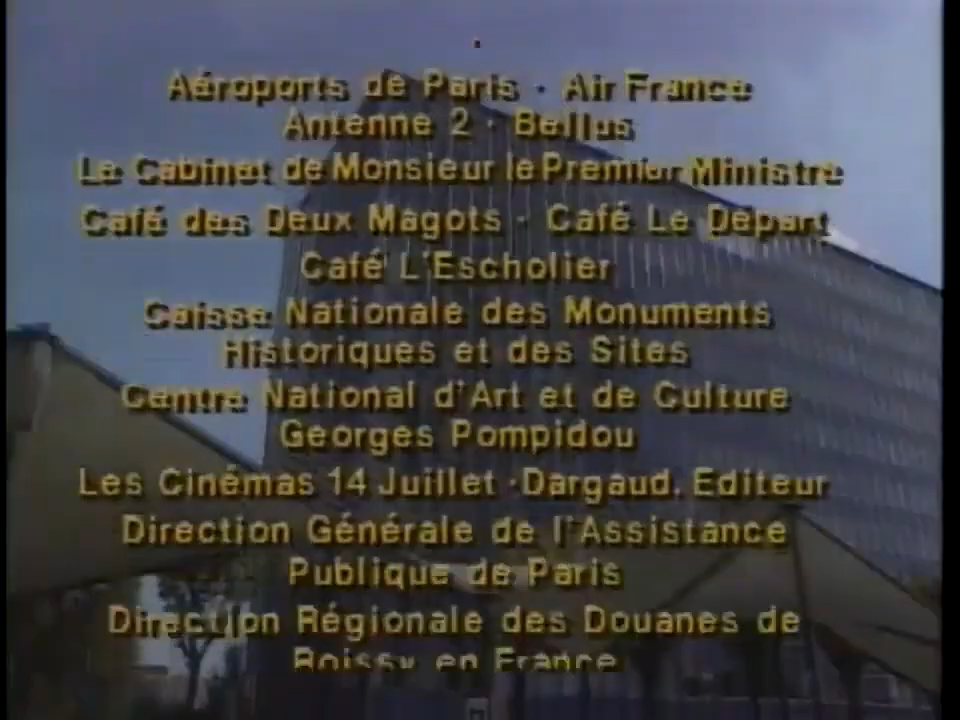 Aéroports de Paris · Air France
Antenne 2 · Bellus
Le Cabinet de Monsieur le Premier Ministre
Café des Deux Magots · Café Le Départ
Café L'Escholier
Caisse Nationale des Monuments
Historiques et des Sites
Centre National d'Art et de Culture
Georges Pompidou
Les Cinémas 14 Juillet · Dargaud. Editeur
Direction Générale de l'Assistance
Publique de Paris
Direction Régionale des Douanes de
Roissy en France